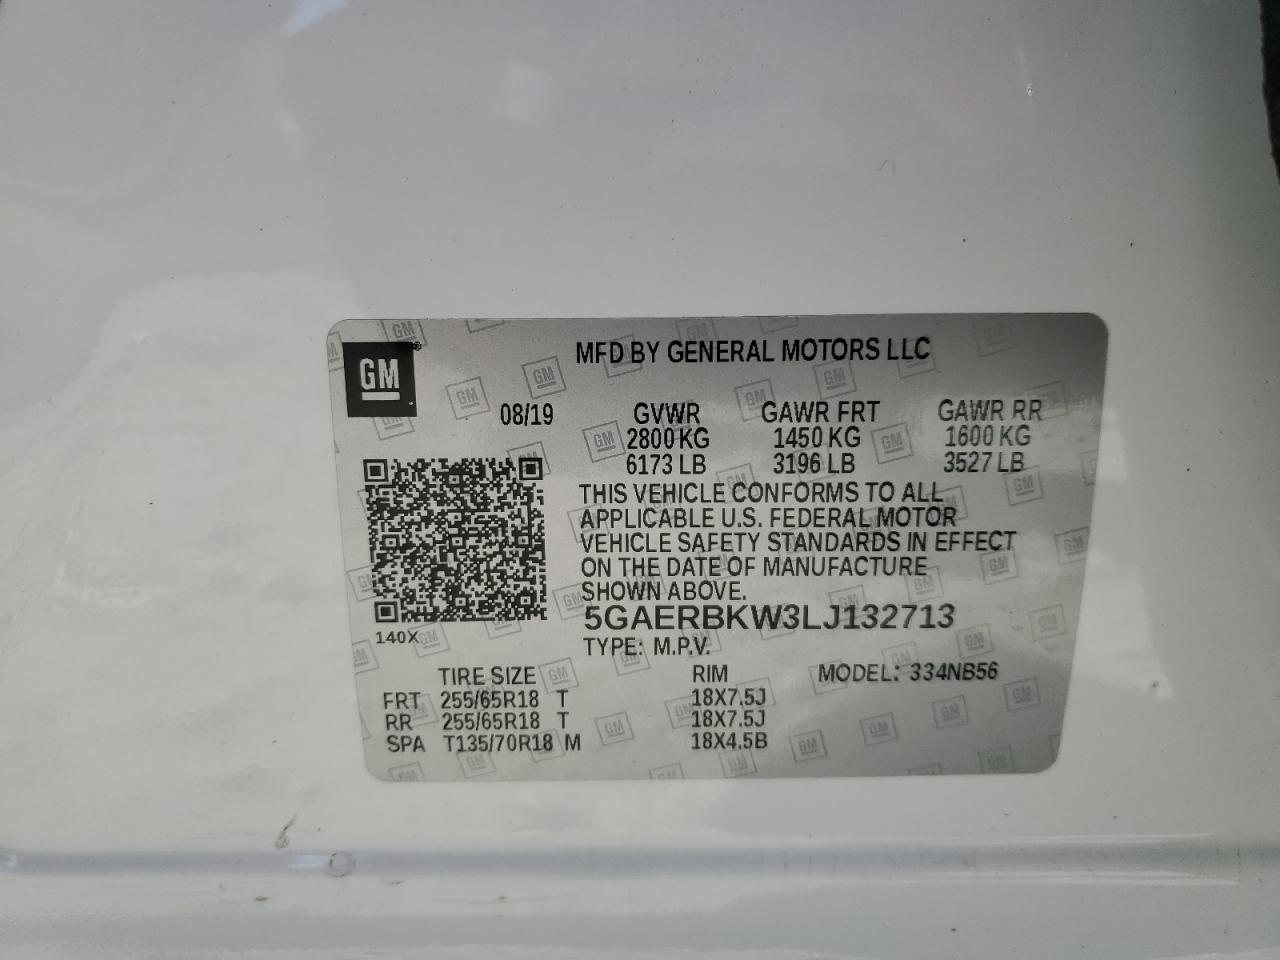 GM
MFD BY GENERAL MOTORS LLC
08/19 GVWR GAWR FRT GAWR RR
2800 KG 1450 KG 1600 KG
6173 LB 3196 LB 3527 LB
THIS VEHICLE CONFORMS TO ALL
APPLICABLE U.S. FEDERAL MOTOR
VEHICLE SAFETY STANDARDS IN EFFECT
ON THE DATE OF MANUFACTURE
SHOWN ABOVE.
5GAERBKW3LJ132713
140X
TYPE: M.P.V.
TIRE SIZE RIM MODEL: 334NB56
FRT 255/65R18 T 18X7.5J
RR 255/65R18 T 18X7.5J
SPA T135/70R18 M 18X4.5B